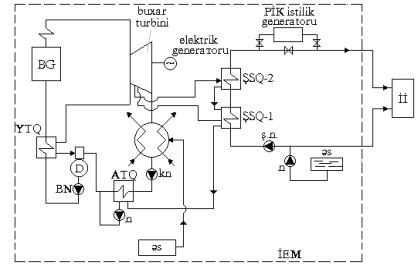 buxar
turbini
PİK istilik
generatoru
elektrik
generatoru
BG
ŞSQ-2
İİ
ŞSQ-1
YTQ
ş.n.
D
əs
n
BN
ATQ
kn
n
əs
İEM